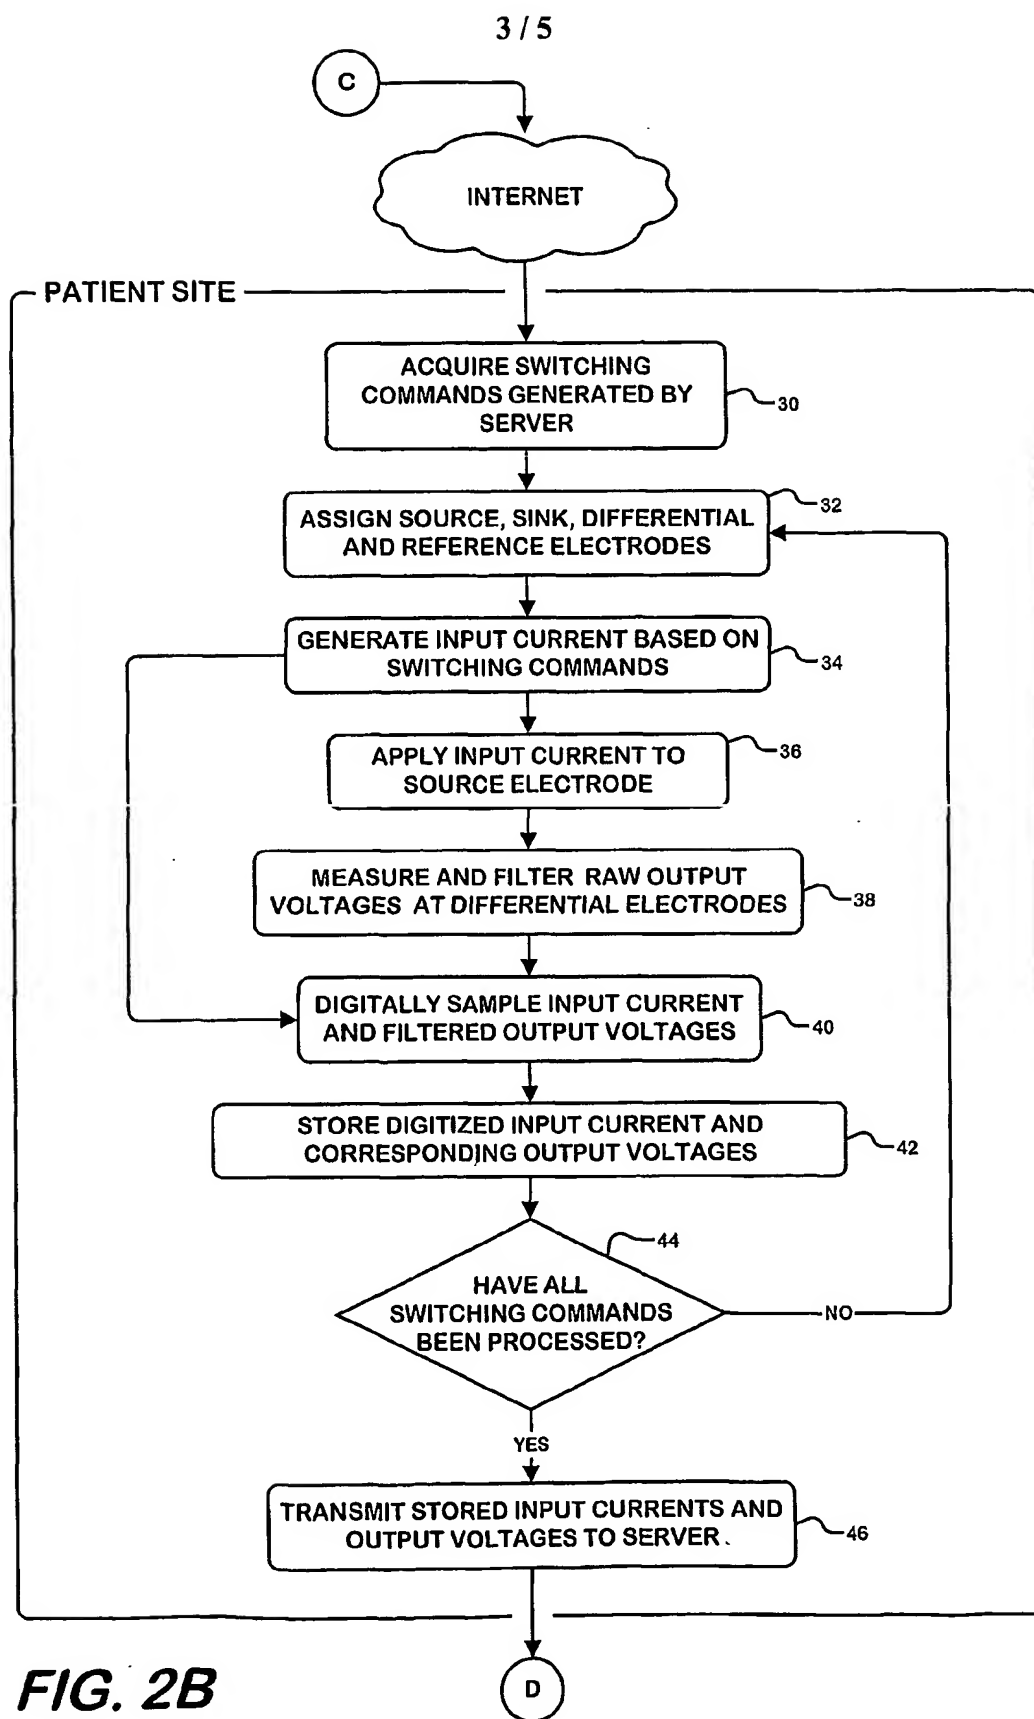 3 / 5
C
INTERNET
PATIENT SITE
ACQUIRE SWITCHING
COMMANDS GENERATED BY
SERVER
30
32
ASSIGN SOURCE, SINK, DIFFERENTIAL
AND REFERENCE ELECTRODES
GENERATE INPUT CURRENT BASED ON
SWITCHING COMMANDS
34
36
APPLY INPUT CURRENT TO
SOURCE ELECTRODE
MEASURE AND FILTER RAW OUTPUT
VOLTAGES AT DIFFERENTIAL ELECTRODES
38
DIGITALLY SAMPLE INPUT CURRENT
AND FILTERED OUTPUT VOLTAGES
40
STORE DIGITIZED INPUT CURRENT AND
CORRESPONDING OUTPUT VOLTAGES
42
44
HAVE ALL
SWITCHING COMMANDS
BEEN PROCESSED?
NO
YES
TRANSMIT STORED INPUT CURRENTS AND
OUTPUT VOLTAGES TO SERVER.
46
D
FIG. 2B